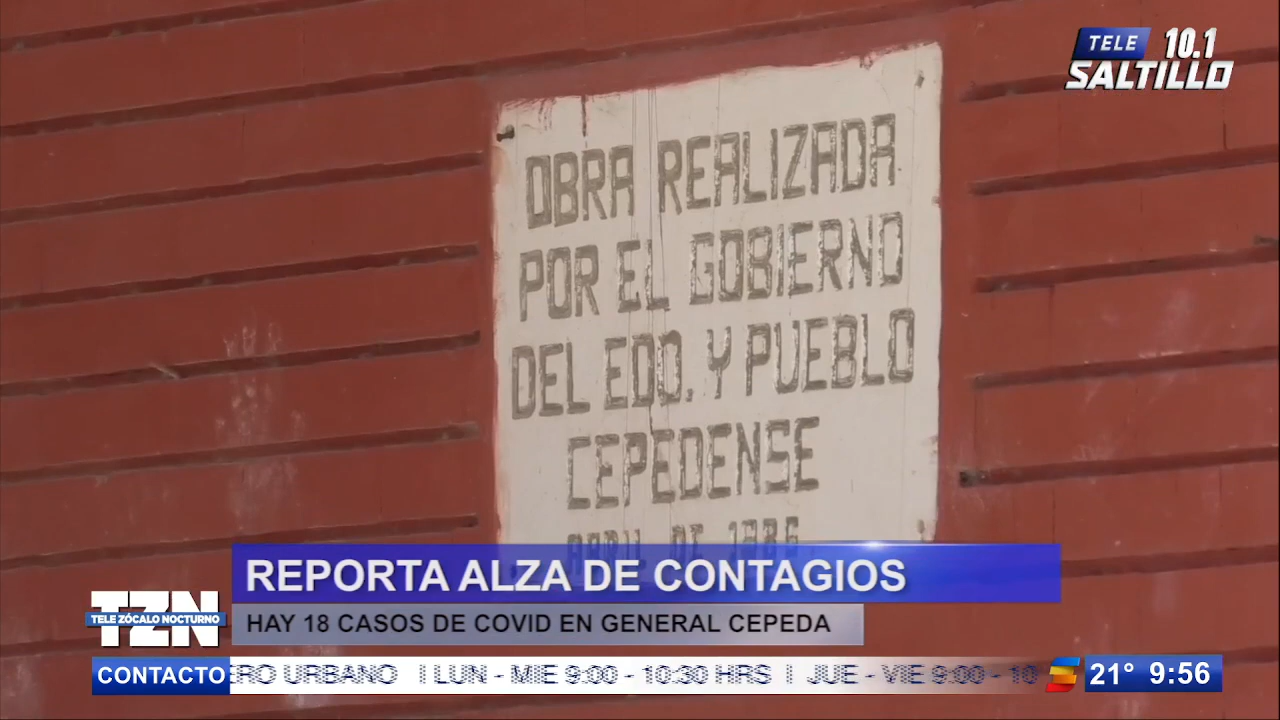 TELE 10.1
SALTILLO
OBRA REALIZADA
POR EL GOBIERNO
DEL EDO. Y PUEBLO
CEPEDENSE
ABRIL DE
REPORTA ALZA DE CONTAGIOS
TZN
TELE ZÓCALO NOCTURNO
HAY 18 CASOS DE COVID EN GENERAL CEPEDA
CONTACTO
URBANO | LUN - MIE 9:00 - 10:30 HRS | JUE - VIE 9:00 - 10
21° 9:56